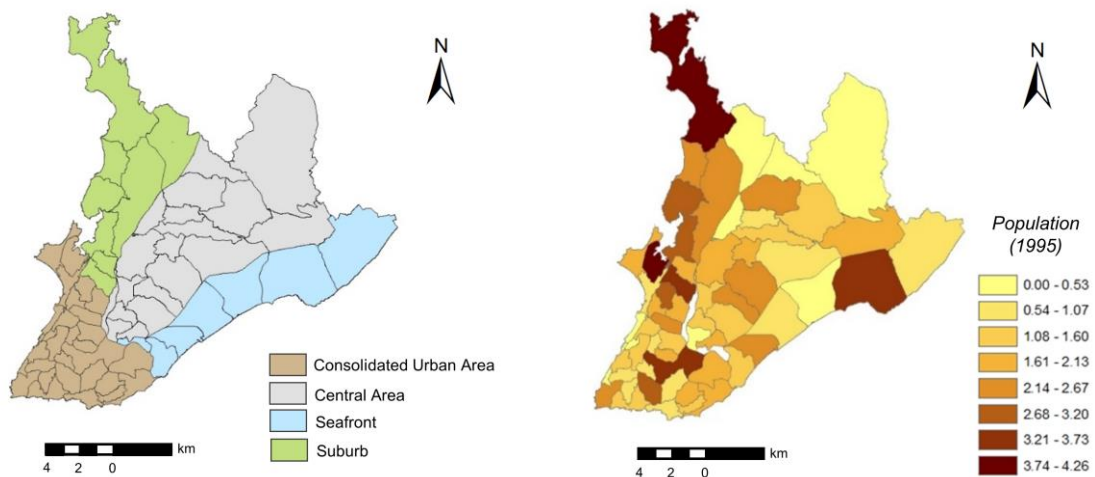 N
Consolidated Urban Area
Central Area
Seafront
Suburb
km
4 2 0
N
Population
(1995)
0.00 - 0.53
0.54 - 1.07
1.08 - 1.60
1.61 - 2.13
2.14 - 2.67
2.68 - 3.20
3.21 - 3.73
3.74 - 4.26
km
4 2 0